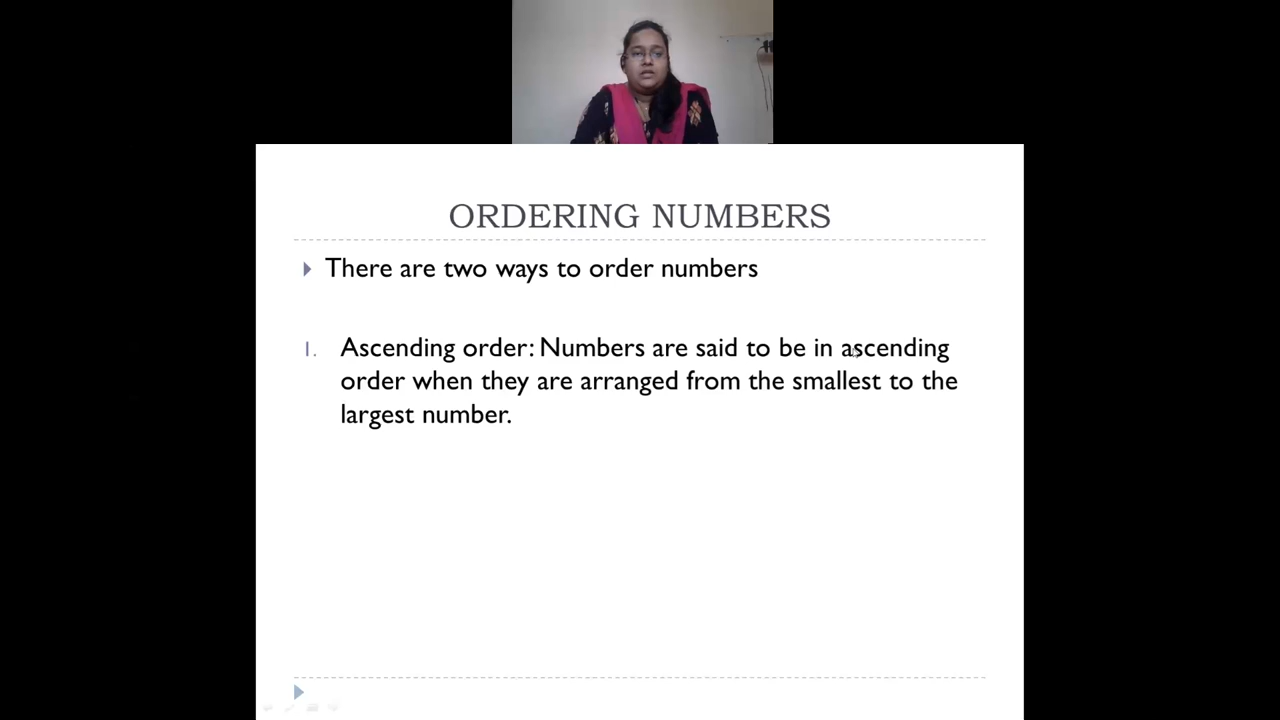 ORDERING NUMBERS
There are two ways to order numbers
1. Ascending order: Numbers are said to be in ascending
order when they are arranged from the smallest to the
largest number.